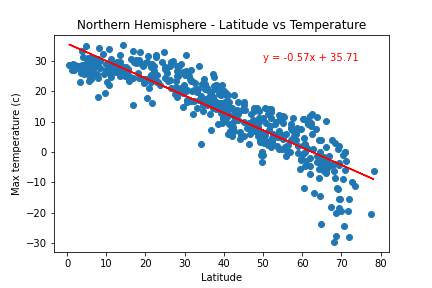 Northern Hemisphere - Latitude vs Temperature
y = -0.57x + 35.71
Max temperature (c)
30
20
10
0
−10
−20
−30
0 10 20 30 40 50 60 70 80
Latitude